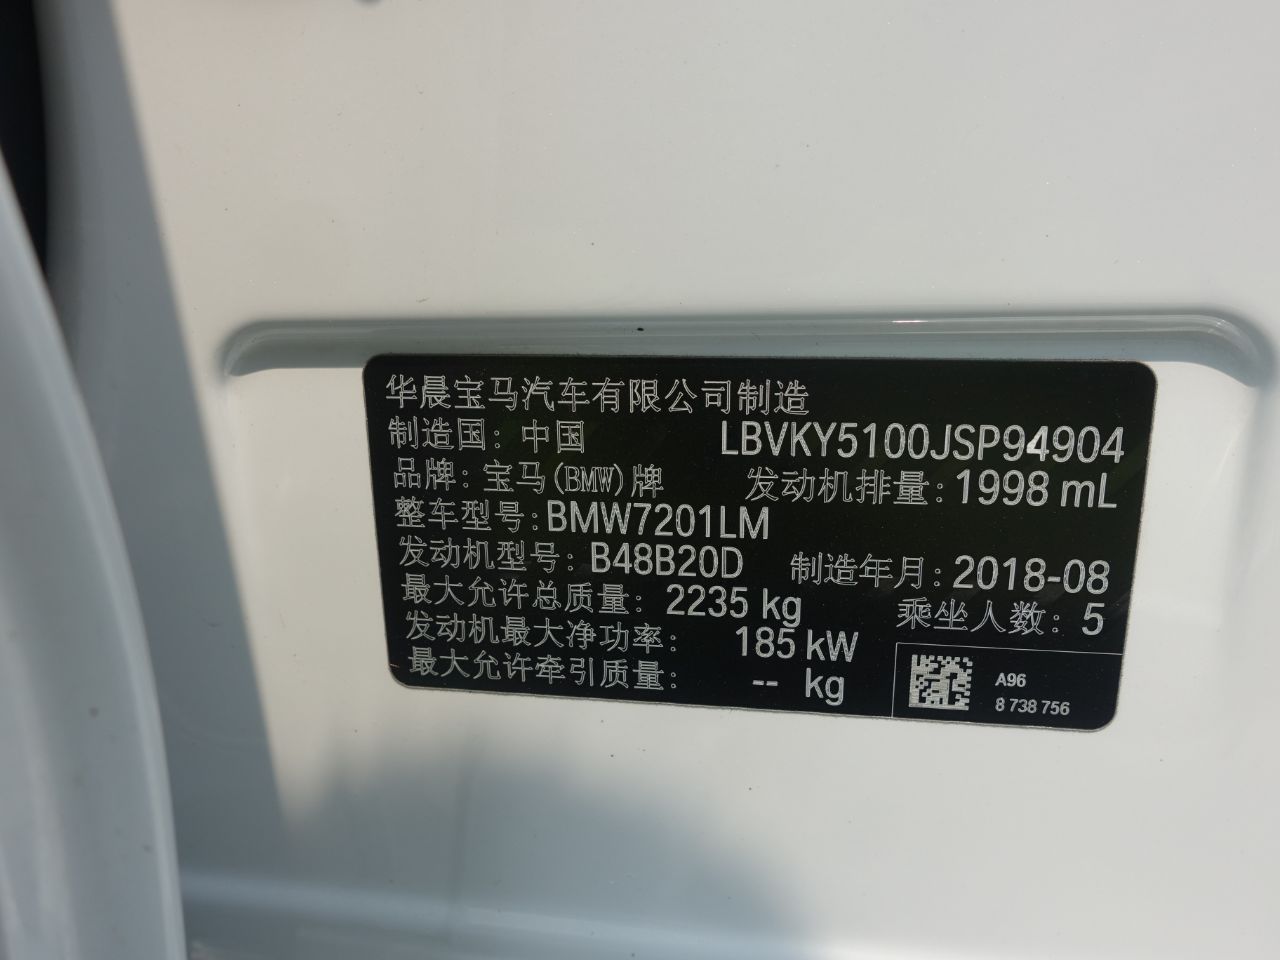 华晨宝马汽车有限公司制造
制造国：中国 LBVKY5100JSP94904
品牌：宝马(BMW)牌 发动机排量：1998 mL
整车型号：BMW7201LM
发动机型号：B48B20D 制造年月：2018-08
最大允许总质量：2235 kg 乘坐人数：5
发动机最大净功率：185 kW
最大允许牵引质量：-- kg
A96
8 738 756